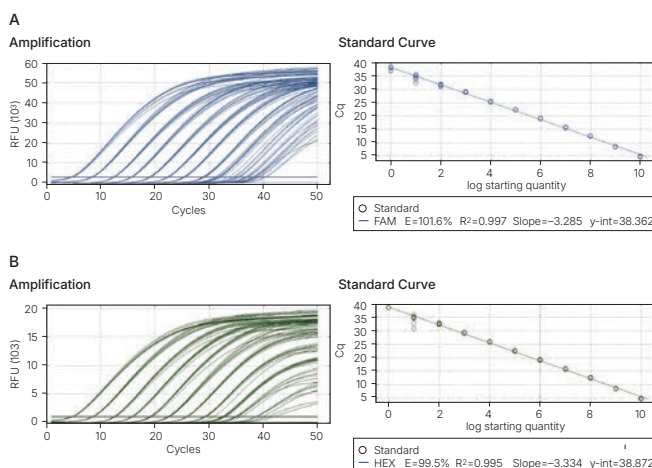 A
Amplification
Standard Curve
RFU (10³)
60
50
40
30
20
10
0
0 10 20 30 40 50
Cycles
Cq
40
35
30
25
20
15
10
5
0 2 4 6 8 10
log starting quantity
Standard
FAM E=101.6% R²=0.997 Slope=–3.285 y-int=38.362
B
Amplification
Standard Curve
RFU (103)
20
15
10
5
0
0 10 20 30 40 50
Cycles
Cq
40
35
30
25
20
15
10
5
0 2 4 6 8 10
log starting quantity
Standard
HEX E=99.5% R²=0.995 Slope=–3.334 y-int=38.872